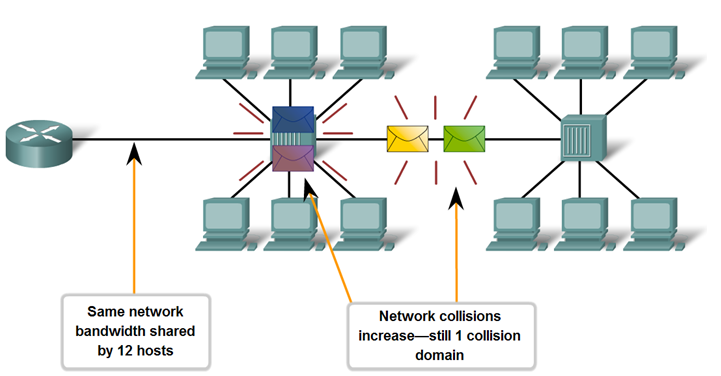 Same network
bandwidth shared
by 12 hosts
Network collisions
increase—still 1 collision
domain